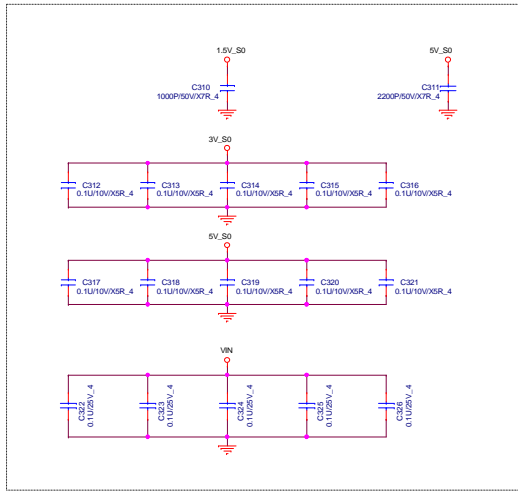 1.5V_S0
5V_S0
C310
1000P/50V/X7R_4
C311
2200P/50V/X7R_4
3V_S0
C312
0.1U/10V/X5R_4
C313
0.1U/10V/X5R_4
C314
0.1U/10V/X5R_4
C315
0.1U/10V/X5R_4
C316
0.1U/10V/X5R_4
5V_S0
C317
0.1U/10V/X5R_4
C318
0.1U/10V/X5R_4
C319
0.1U/10V/X5R_4
C320
0.1U/10V/X5R_4
C321
0.1U/10V/X5R_4
VIN
C322
0.1U/25V_4
C323
0.1U/25V_4
C324
0.1U/25V_4
C325
0.1U/25V_4
C326
0.1U/25V_4